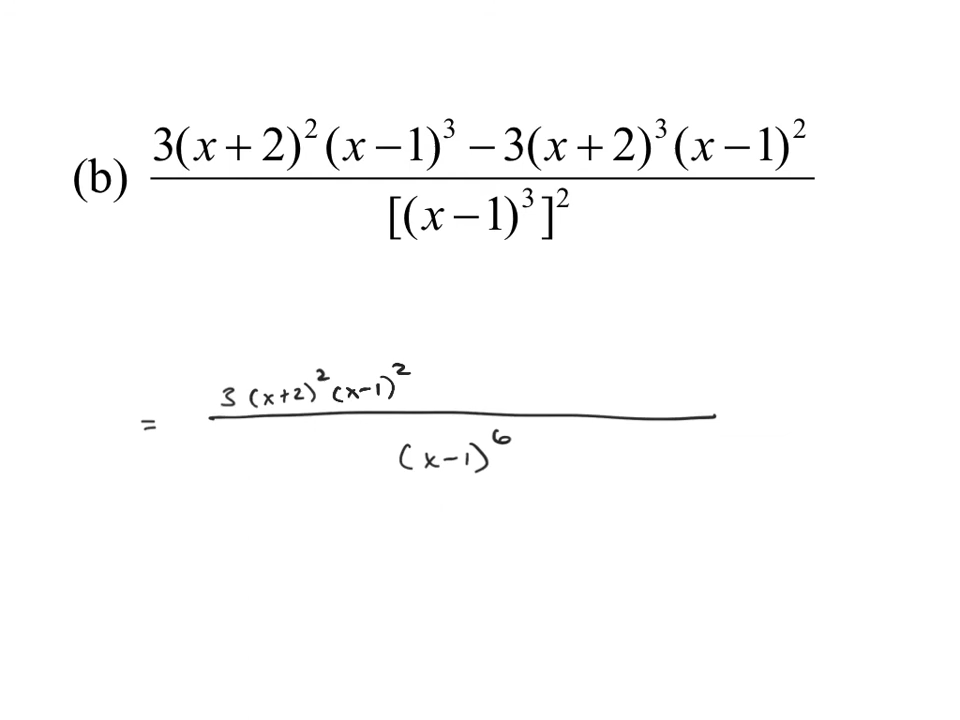 (b) 3(x + 2)²(x − 1)³ − 3(x + 2)³(x − 1)²
[(x − 1)³]²
3 (x+2)² (x-1)²
=
(x-1)⁶